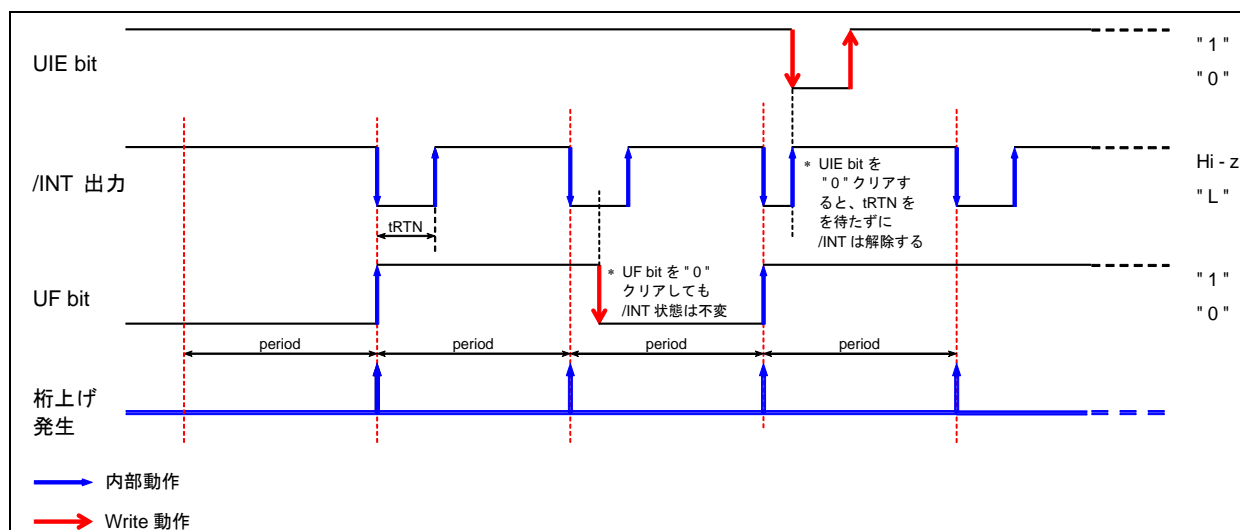 UIE bit
" 1 "
" 0 "
/INT 出力
Hi - z
" L "
tRTN
* UIE bit を
" 0 " クリアす
ると、tRTN を
を待たずに
/INT は解除する
UF bit
* UF bit を " 0 "
クリアしても
/INT 状態は不変
" 1 "
" 0 "
period
period
period
period
桁上げ
発生
内部動作
Write 動作